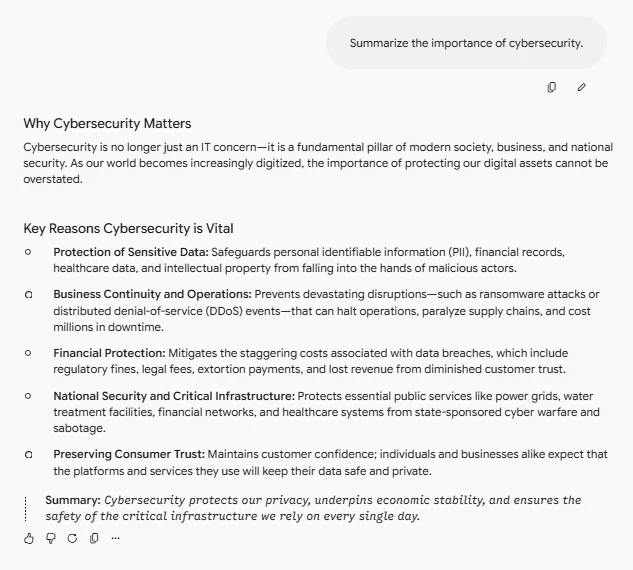 Summarize the importance of cybersecurity.
Why Cybersecurity Matters
Cybersecurity is no longer just an IT concern—it is a fundamental pillar of modern society, business, and national
security. As our world becomes increasingly digitized, the importance of protecting our digital assets cannot be
overstated.
Key Reasons Cybersecurity is Vital
Protection of Sensitive Data: Safeguards personal identifiable information (PII), financial records,
healthcare data, and intellectual property from falling into the hands of malicious actors.
Business Continuity and Operations: Prevents devastating disruptions—such as ransomware attacks or
distributed denial-of-service (DDoS) events—that can halt operations, paralyze supply chains, and cost
millions in downtime.
Financial Protection: Mitigates the staggering costs associated with data breaches, which include
regulatory fines, legal fees, extortion payments, and lost revenue from diminished customer trust.
National Security and Critical Infrastructure: Protects essential public services like power grids, water
treatment facilities, financial networks, and healthcare systems from state-sponsored cyber warfare and
sabotage.
Preserving Consumer Trust: Maintains customer confidence; individuals and businesses alike expect that
the platforms and services they use will keep their data safe and private.
Summary: Cybersecurity protects our privacy, underpins economic stability, and ensures the
safety of the critical infrastructure we rely on every single day.